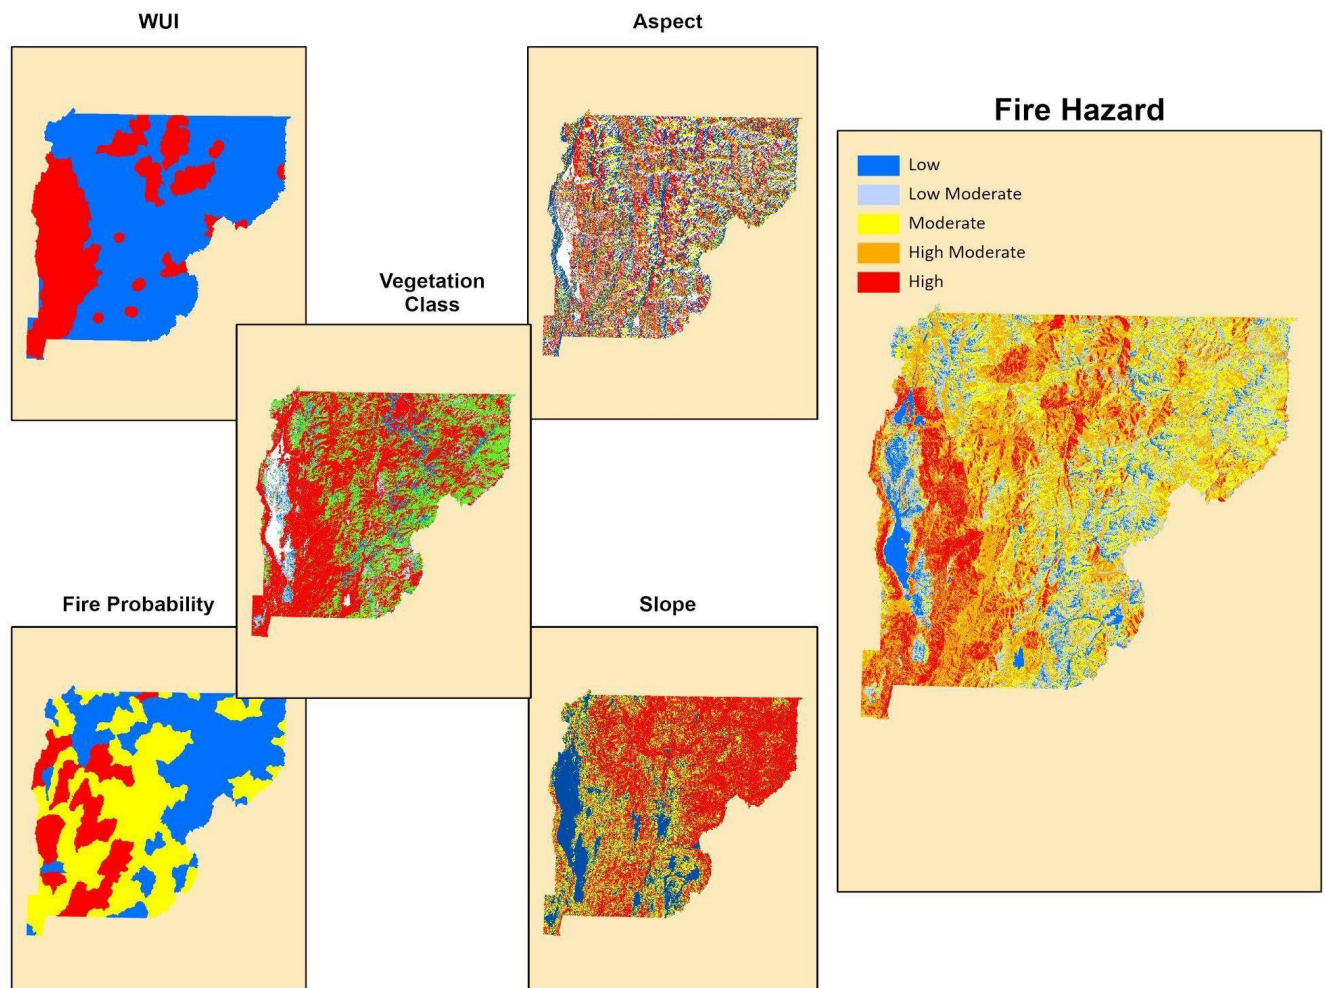 WUI
Aspect
Fire Hazard
Low
Low Moderate
Moderate
High Moderate
High
Vegetation
Class
Fire Probability
Slope